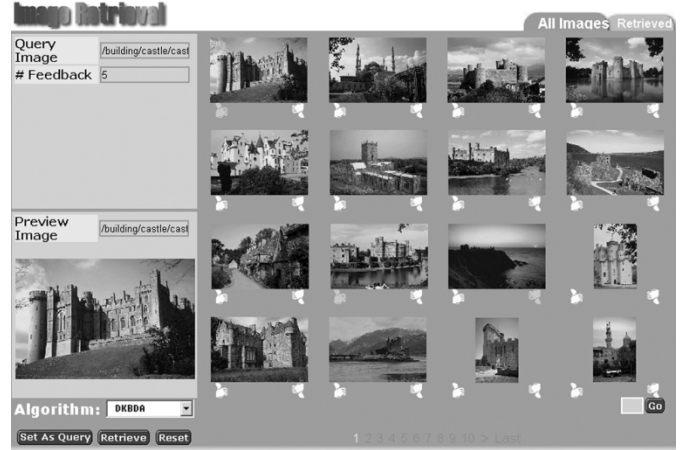 Image Retrieval
All Images Retrieved
Query Image /building/castle/cast
# Feedback 5
Preview Image /building/castle/cast
Algorithm: DKBDA
Go
Set As Query Retrieve Reset
1 2 3 4 5 6 7 8 9 10 > Last